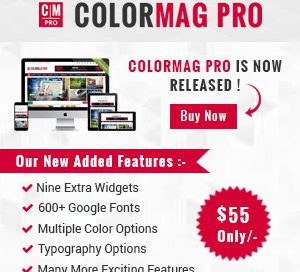 CM
PRO
COLORMAG PRO
COLORMAG PRO IS NOW
RELEASED !
Buy Now
Our New Added Features :-
Nine Extra Widgets
600+ Google Fonts
Multiple Color Options
Typography Options
Many More Exciting Features
$55
Only/-